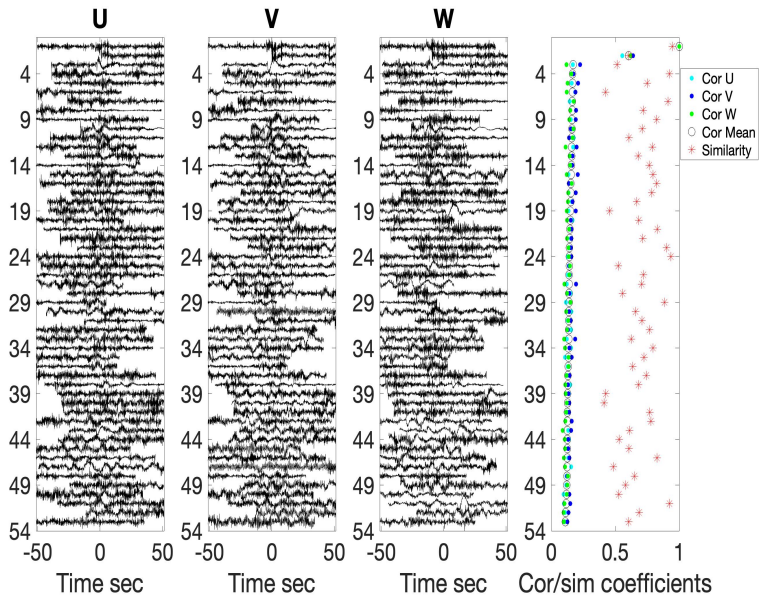 U V W
4 4 4 4
9 9 9 9
14 14 14 14
19 19 19 19
24 24 24 24
29 29 29 29
34 34 34 34
39 39 39 39
44 44 44 44
49 49 49 49
54 54 54 54
-50 0 50 -50 0 50 -50 0 50 0 0.5 1
Time sec Time sec Time sec Cor/sim coefficients
Cor U
Cor V
Cor W
Cor Mean
Similarity